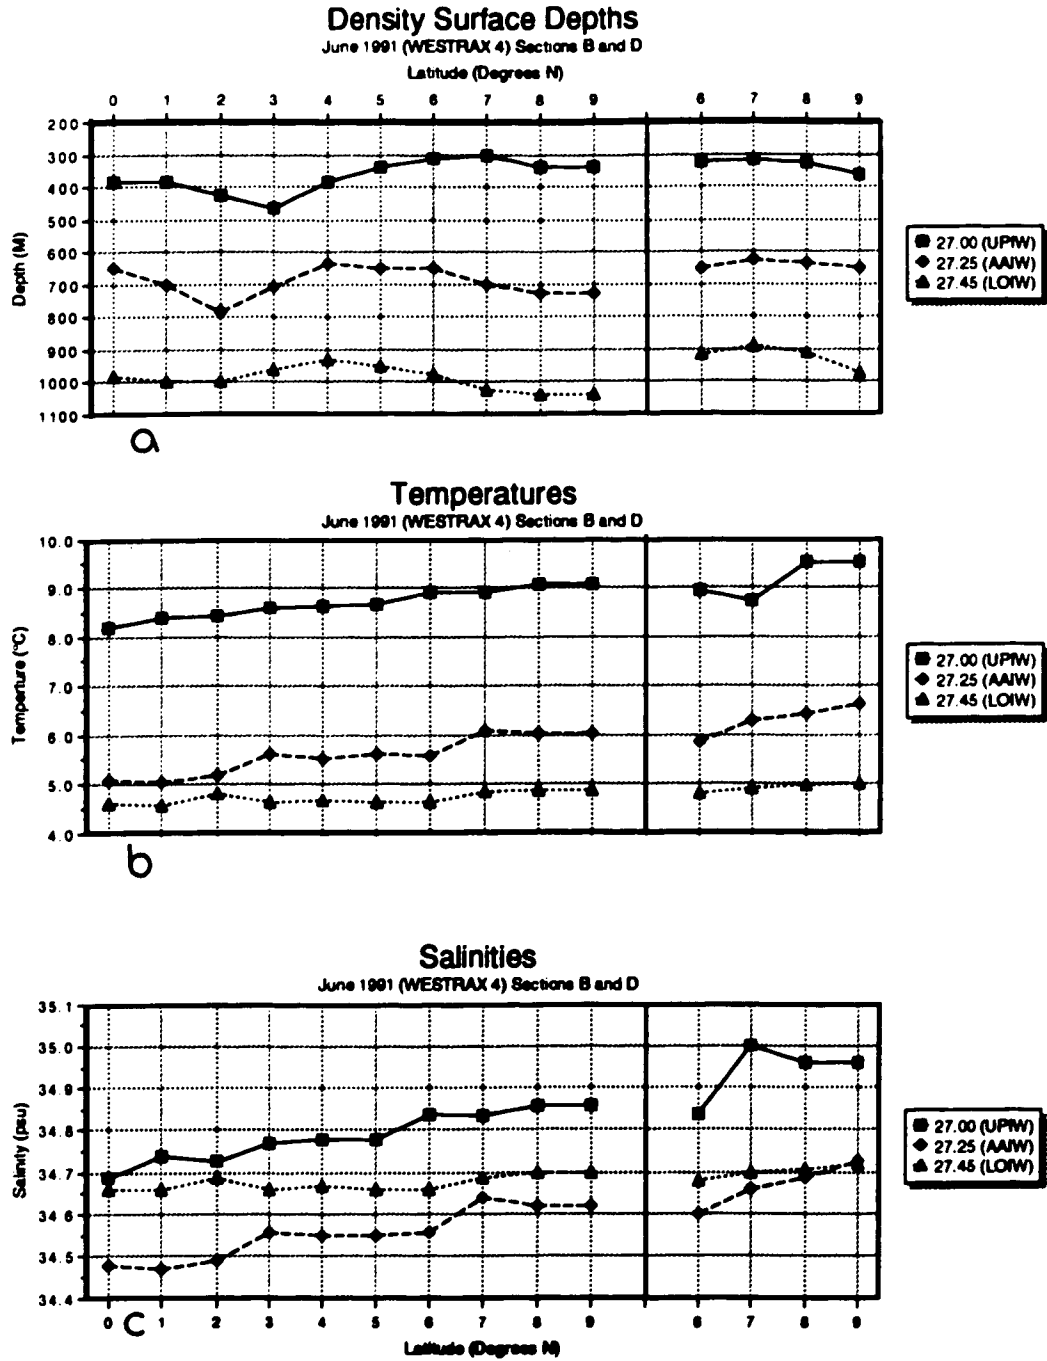 Density Surface Depths
June 1991 (WESTRAX 4) Sections B and D
Latitude (Degrees N)
0 1 2 3 4 5 6 7 8 9 6 7 8 9
200
300
400
500
600
700
800
900
1000
1100
Depth (M)
27.00 (UPIW)
27.25 (AAIW)
27.45 (LOIW)
a
Temperatures
June 1991 (WESTRAX 4) Sections B and D
10.0
9.0
8.0
7.0
6.0
5.0
4.0
Temperture (°C)
27.00 (UPIW)
27.25 (AAIW)
27.45 (LOIW)
b
Salinities
June 1991 (WESTRAX 4) Sections B and D
35.1
35.0
34.9
34.8
34.7
34.6
34.5
34.4
Salinity (psu)
27.00 (UPIW)
27.25 (AAIW)
27.45 (LOIW)
c
0 1 2 3 4 5 6 7 8 9 6 7 8 9
Latitude (Degrees N)